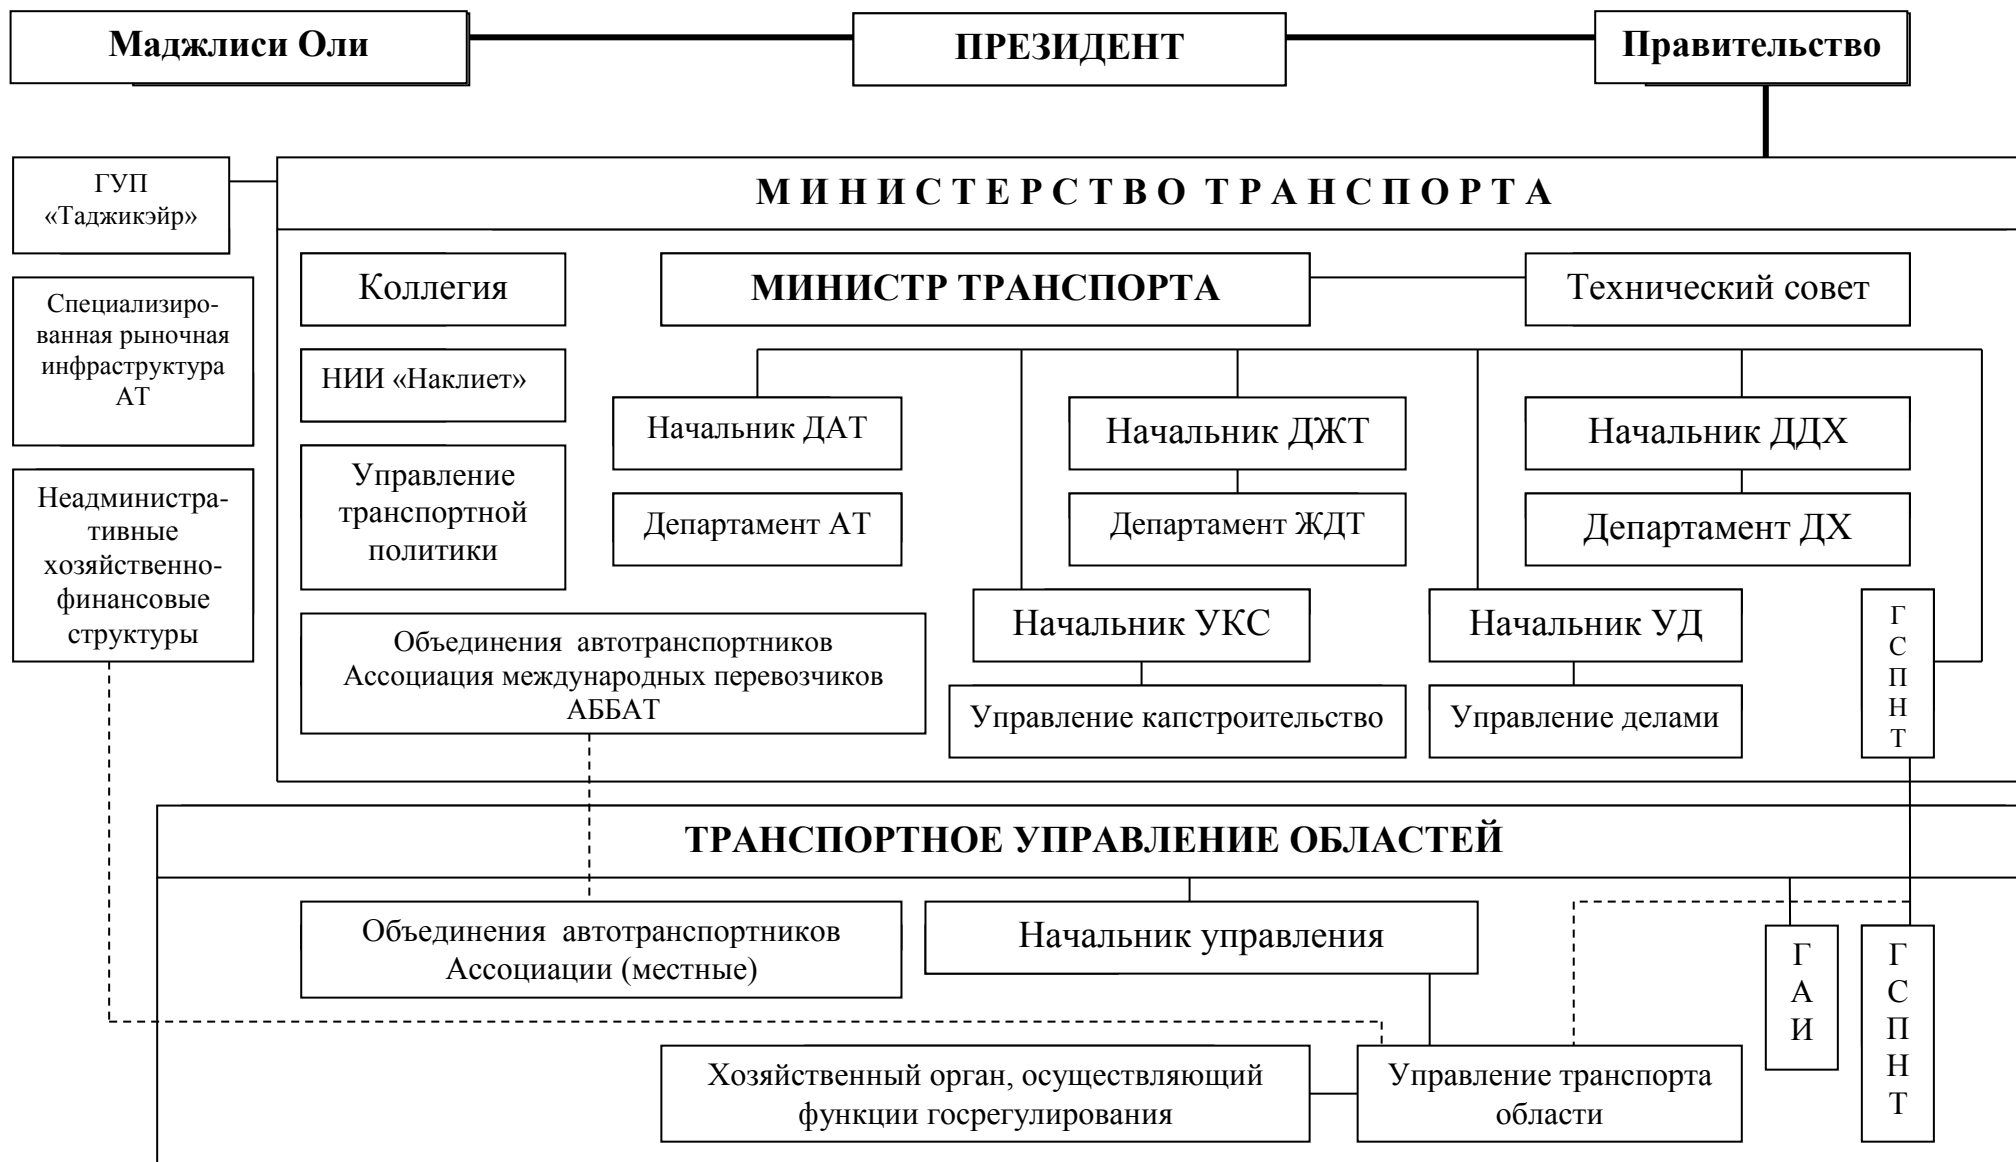 Маджлиси Оли
ПРЕЗИДЕНТ
Правительство
ГУП
«Таджикэйр»
М И Н И С Т Е Р С Т В О Т Р А Н С П О Р Т А
Специализиро-
ванная рыночная
инфраструктура
АТ
Неадминистра-
тивные
хозяйственно-
финансовые
структуры
Коллегия
МИНИСТР ТРАНСПОРТА
Технический совет
НИИ «Наклиет»
Управление
транспортной
политики
Начальник ДАТ
Начальник ДЖТ
Начальник ДДХ
Департамент АТ
Департамент ЖДТ
Департамент ДХ
Объединения автотранспортников
Ассоциация международных перевозчиков
АББАТ
Начальник УКС
Начальник УД
Управление капстроительство
Управление делами
Г
С
П
Н
Т
ТРАНСПОРТНОЕ УПРАВЛЕНИЕ ОБЛАСТЕЙ
Объединения автотранспортников
Ассоциации (местные)
Начальник управления
Г
А
И
Г
С
П
Н
Т
Хозяйственный орган, осуществляющий
функции госрегулирования
Управление транспорта
области